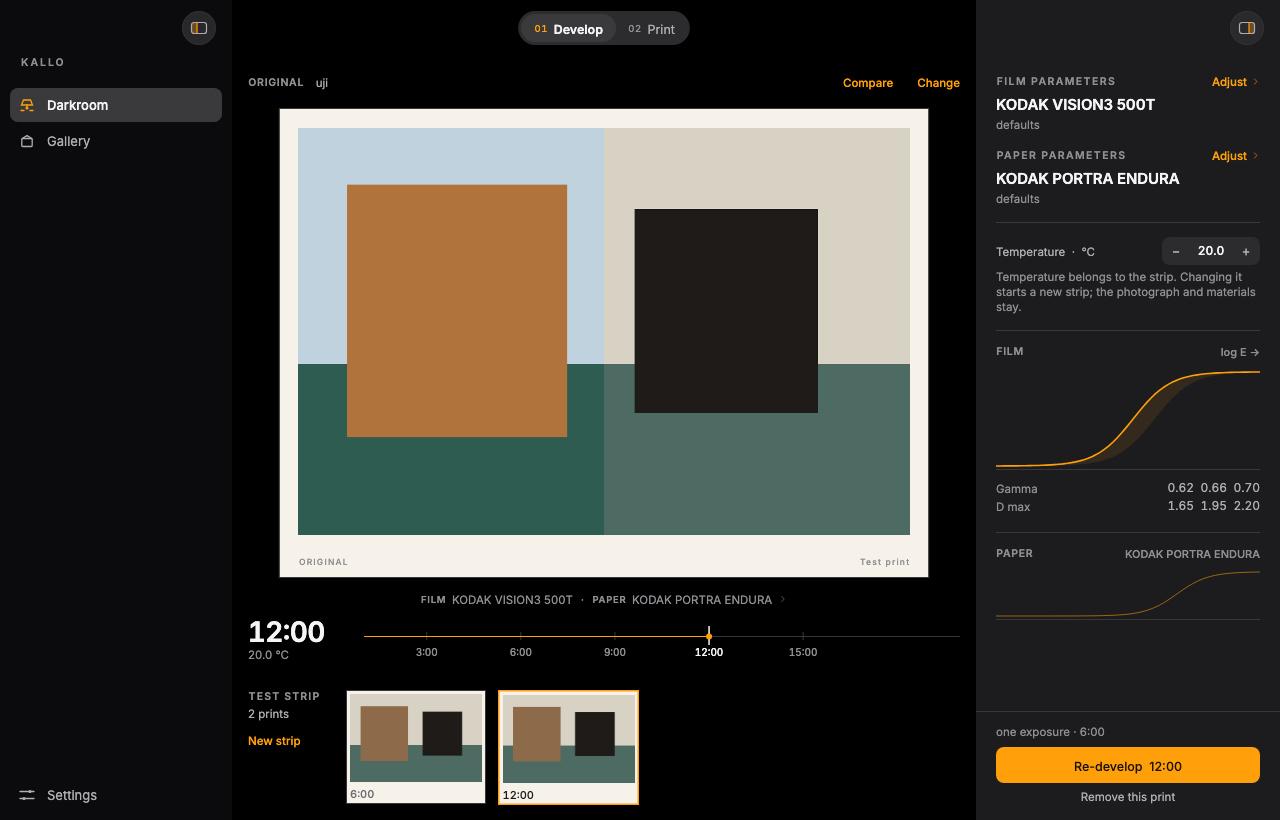 KALLO
Darkroom
Gallery
Settings
01 Develop 02 Print
ORIGINAL uji
Compare Change
ORIGINAL Test print
FILM KODAK VISION3 500T · PAPER KODAK PORTRA ENDURA >
12:00
20.0 °C
3:00 6:00 9:00 12:00 15:00
TEST STRIP
2 prints
New strip
6:00
12:00
FILM PARAMETERS Adjust >
KODAK VISION3 500T
defaults
PAPER PARAMETERS Adjust >
KODAK PORTRA ENDURA
defaults
Temperature · °C − 20.0 +
Temperature belongs to the strip. Changing it
starts a new strip; the photograph and materials
stay.
FILM log E →
Gamma 0.62 0.66 0.70
D max 1.65 1.95 2.20
PAPER KODAK PORTRA ENDURA
one exposure · 6:00
Re-develop 12:00
Remove this print